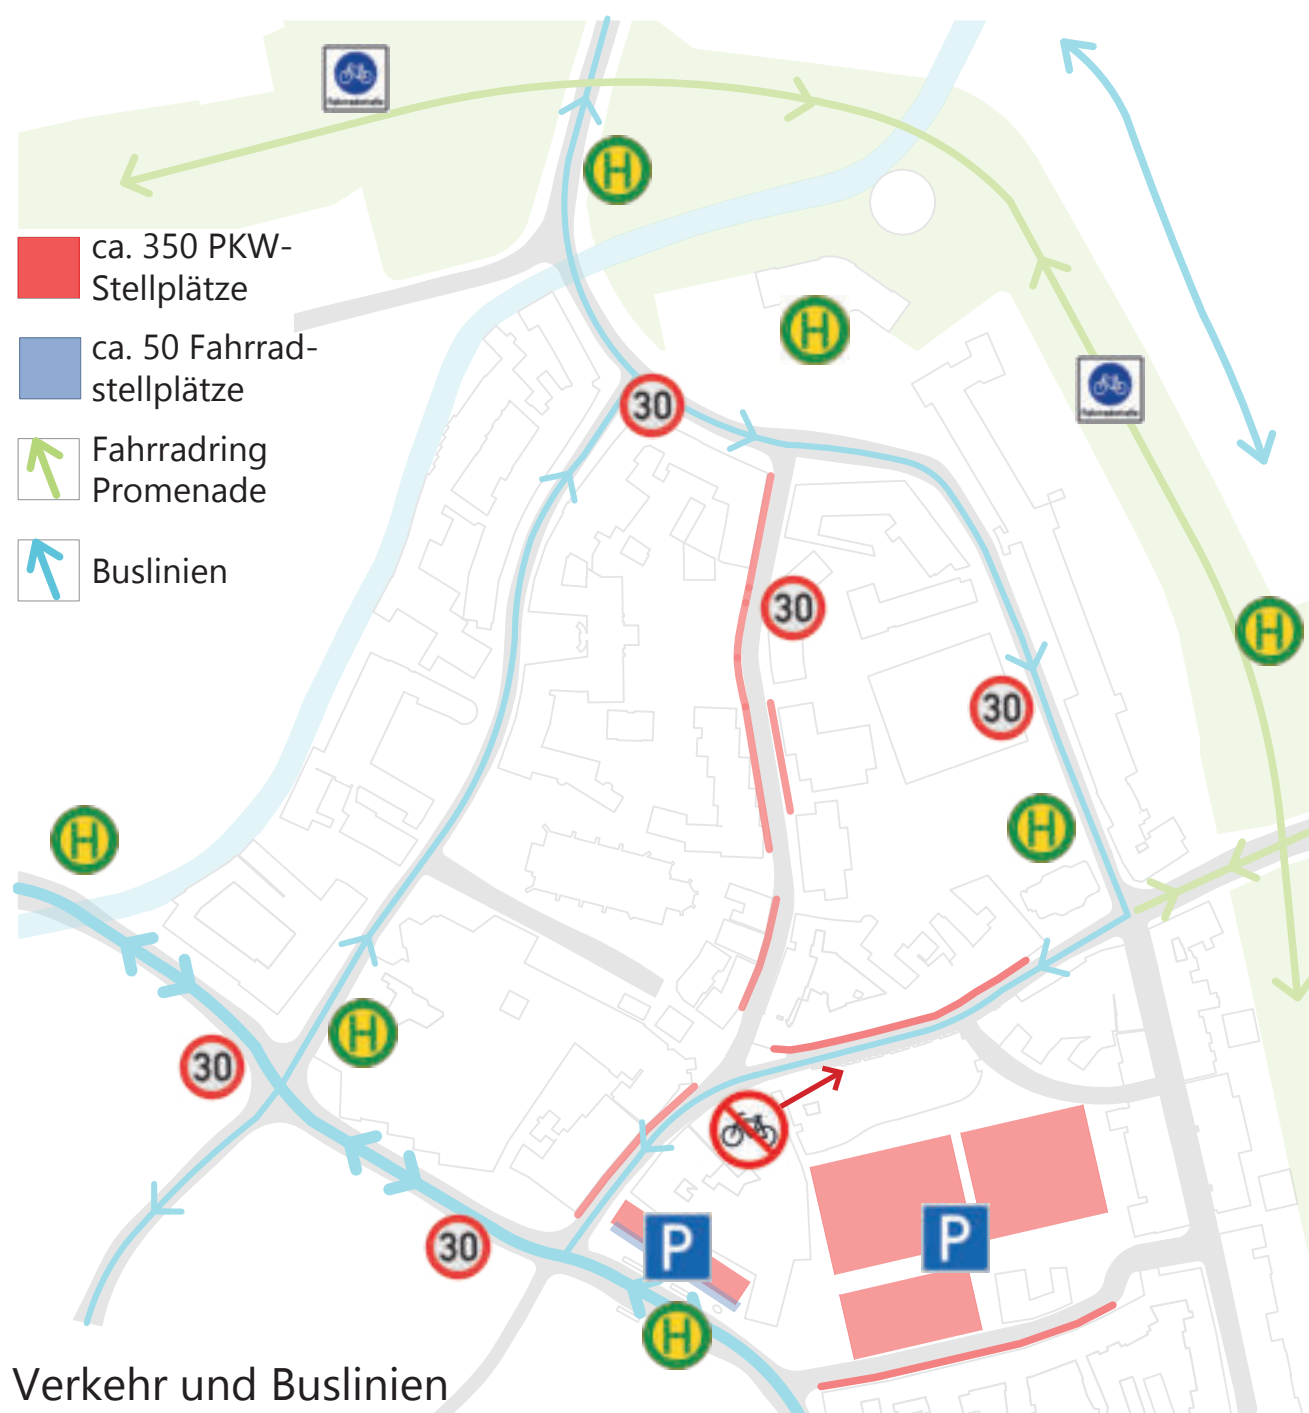 H
ca. 350 PKW-
Stellplätze
H
ca. 50 Fahrrad-
stellplätze
30
Fahrradring
Promenade
Buslinien
30
H
30
H
H
H
30
P
P
30
H
Verkehr und Buslinien